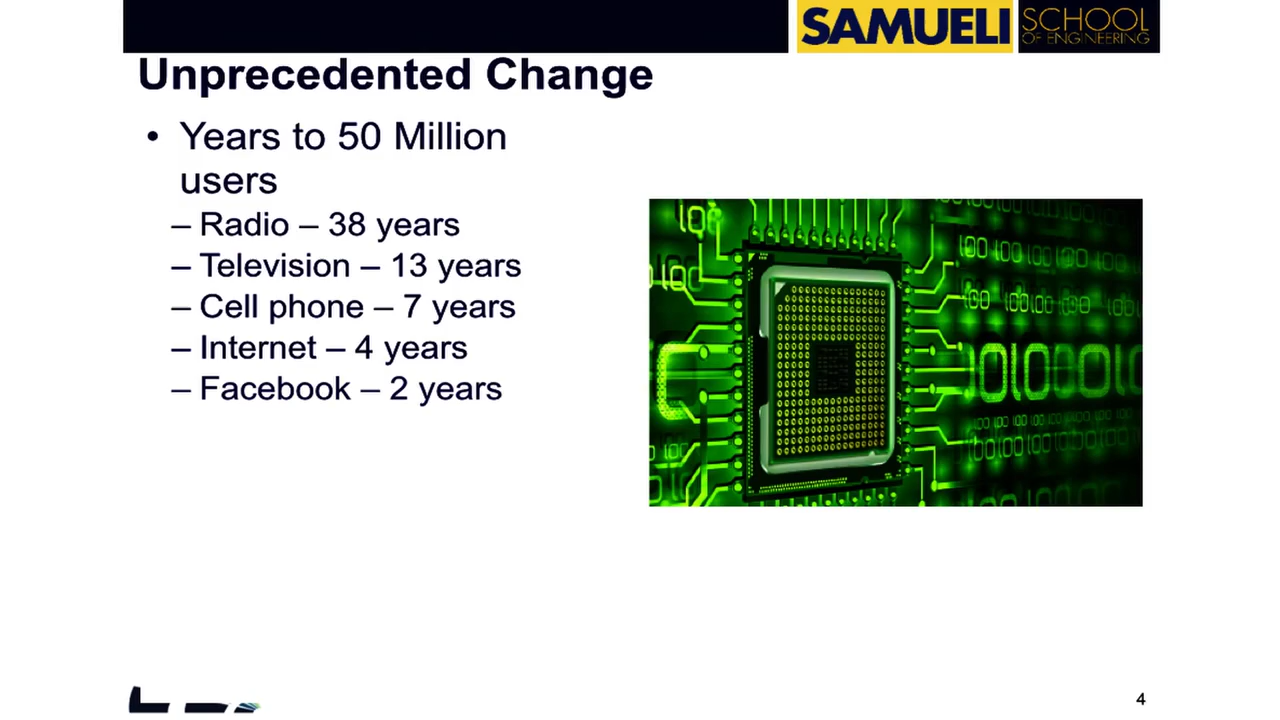 SAMUELI
SCHOOL
OF ENGINEERING
Unprecedented Change
• Years to 50 Million
users
– Radio – 38 years
– Television – 13 years
– Cell phone – 7 years
– Internet – 4 years
– Facebook – 2 years
4